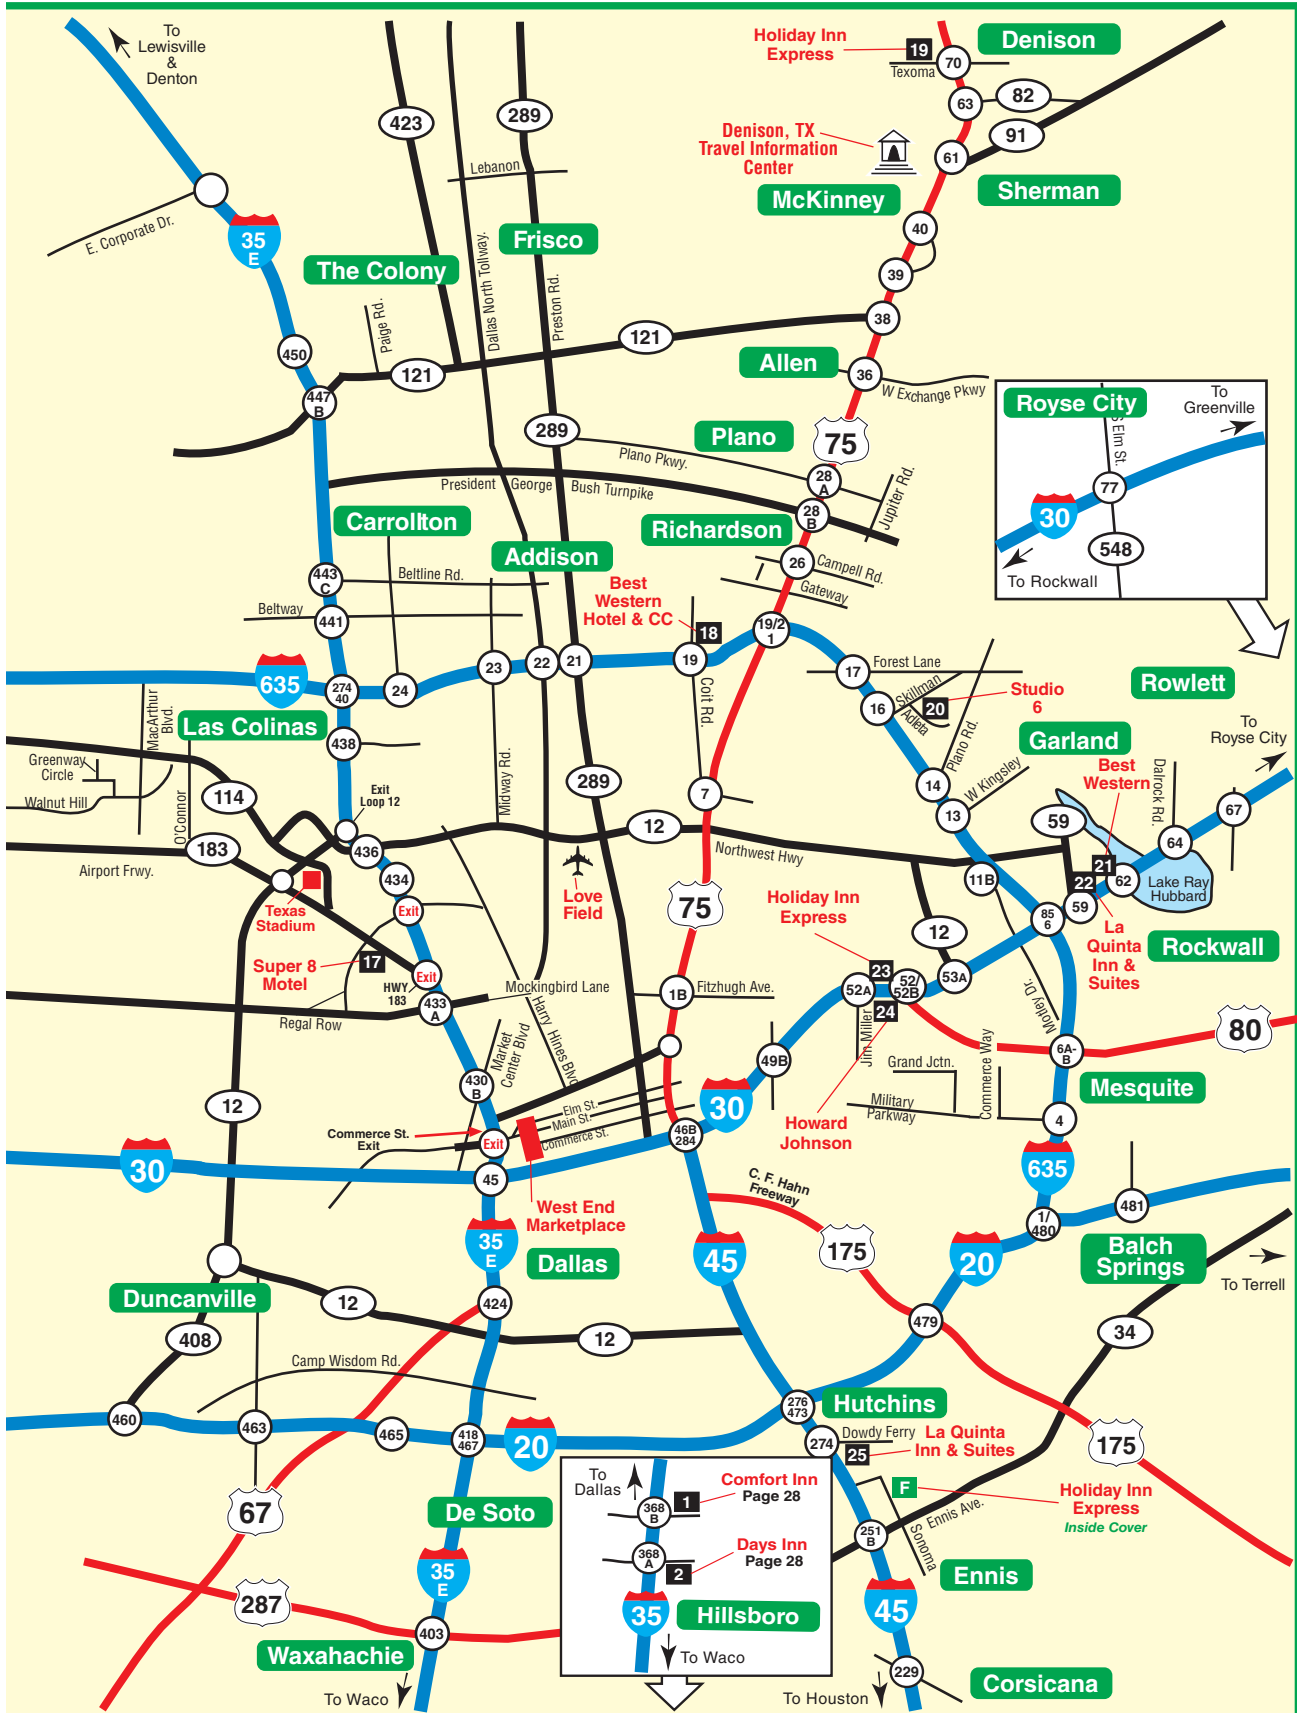 To
Lewisville
&
Denton
Holiday Inn
Express
19
Texoma
70
Denison
63
82
91
423
289
Denison, TX
Travel Information
Center
61
Lebanon
Sherman
McKinney
E. Corporate Dr.
35
E
Frisco
40
The Colony
Dallas North Tollway.
Preston Rd.
39
Paige Rd.
38
121
450
121
Allen
36
W Exchange Pkwy
447
B
Royse City
To
Greenville
S Elm St.
77
30
548
To Rockwall
289
Plano
75
Plano Pkwy.
28
A
President George Bush Turnpike
Jupiter Rd.
28
B
Carrollton
Richardson
Addison
26
Campell Rd.
Gateway
443
C
Beltline Rd.
Best
Western
Hotel & CC
18
Beltway
441
19/2
1
635
274
40
24
23
22
21
19
17
Forest Lane
Skillman
16
20
Adleta
Studio
6
Rowlett
Coit Rd.
MacArthur
Blvd.
Las Colinas
438
Plano Rd.
Garland
To
Royse City
Greenway
Circle
Walnut Hill
O'Connor
114
Exit
Loop 12
Midway Rd.
289
7
14
W Kingsley
Best
Western
Dalrock Rd.
67
13
183
436
12
59
64
Airport Frwy.
Northwest Hwy
434
Love
Field
11B
21
22
62
Lake Ray
Hubbard
Texas
Stadium
Exit
75
Holiday Inn
Express
59
85
6
12
La
Quinta
Inn &
Suites
Rockwall
Super 8
Motel
17
Exit
HWY
183
23
52A
52/
52B
53A
Mockingbird Lane
1B
Fitzhugh Ave.
433
A
Regal Row
24
Jim Miller
Motley Dr.
80
Harry Hines Blvd
Market
Center Blvd
49B
6A-
B
Grand Jctn.
Commerce Way
430
B
30
Mesquite
12
Elm St.
Main St.
Commerce St.
Military
Parkway
4
Howard
Johnson
Commerce St.
Exit
Exit
46B
284
30
45
635
West End
Marketplace
C. F. Hahn
Freeway
481
1/
480
35
E
Dallas
45
175
20
Balch
Springs
To Terrell
Duncanville
12
424
479
34
408
12
Camp Wisdom Rd.
460
463
465
418
467
20
276
473
Hutchins
274
Dowdy Ferry
25
La Quinta
Inn & Suites
175
To
Dallas
368
B
1
Comfort Inn
Page 28
368
A
2
Days Inn
Page 28
35
Hillsboro
To Waco
F
Holiday Inn
Express
Inside Cover
67
De Soto
Ennis Ave.
251
B
Sonoma
Ennis
35
E
287
45
403
Waxahachie
To Waco
229
To Houston
Corsicana